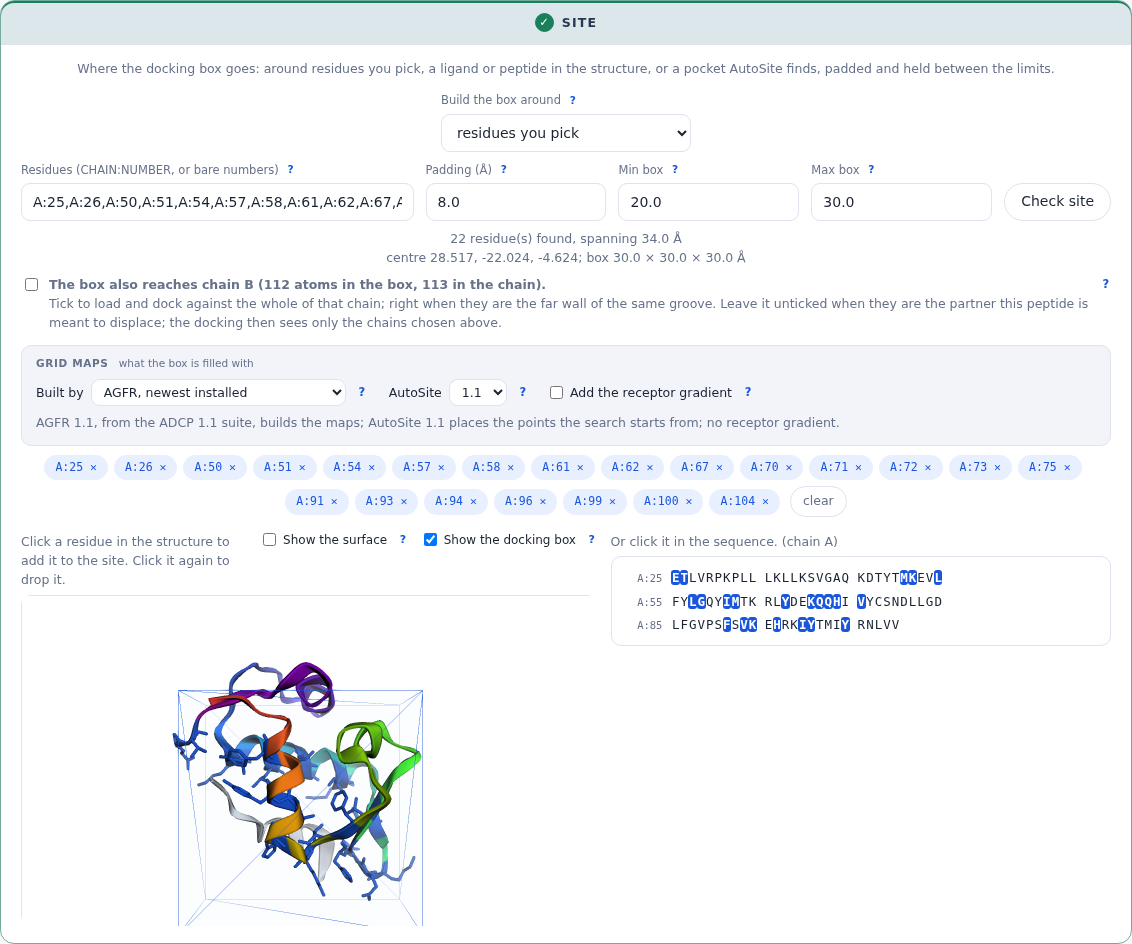 ✓ SITE
Where the docking box goes: around residues you pick, a ligand or peptide in the structure, or a pocket AutoSite finds, padded and held between the limits.
Build the box around ?
residues you pick
Residues (CHAIN:NUMBER, or bare numbers) ? Padding (Å) ? Min box ? Max box ?
A:25,A:26,A:50,A:51,A:54,A:57,A:58,A:61,A:62,A:67,A 8.0 20.0 30.0 Check site
22 residue(s) found, spanning 34.0 Å
centre 28.517, -22.024, -4.624; box 30.0 × 30.0 × 30.0 Å
The box also reaches chain B (112 atoms in the box, 113 in the chain). ?
Tick to load and dock against the whole of that chain; right when they are the far wall of the same groove. Leave it unticked when they are the partner this peptide is
meant to displace; the docking then sees only the chains chosen above.
GRID MAPS what the box is filled with
Built by AGFR, newest installed ? AutoSite 1.1 ? Add the receptor gradient ?
AGFR 1.1, from the ADCP 1.1 suite, builds the maps; AutoSite 1.1 places the points the search starts from; no receptor gradient.
A:25 × A:26 × A:50 × A:51 × A:54 × A:57 × A:58 × A:61 × A:62 × A:67 × A:70 × A:71 × A:72 × A:73 × A:75 ×
A:91 × A:93 × A:94 × A:96 × A:99 × A:100 × A:104 × clear
Click a residue in the structure to
add it to the site. Click it again to
drop it.
Show the surface ? Show the docking box ?
Or click it in the sequence. (chain A)
A:25 ETLVRPKPLL LKLLKSVGAQ KDTYTMKEVL
A:55 FYLGQYIMTK RLYDEKQQHI VYCSNDLLGD
A:85 LFGVPSFSVK EHRKIYTMIY RNLVV